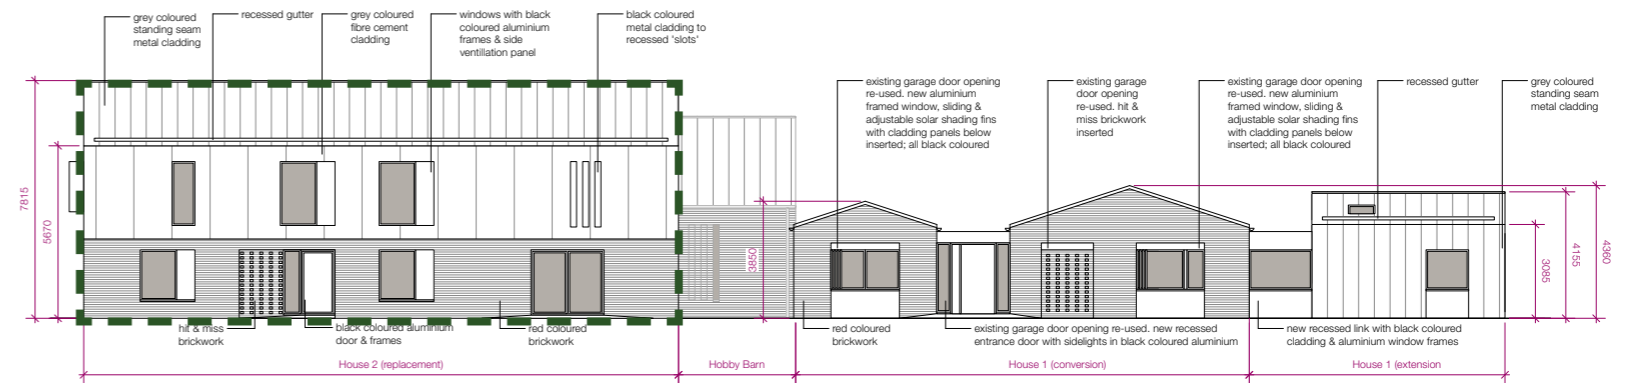 grey coloured
standing seam
metal cladding
recessed gutter
grey coloured
fibre cement
cladding
windows with black
coloured aluminium
frames & side
ventillation panel
black coloured
metal cladding to
recessed 'slots'
existing garage door opening
re-used. new aluminium
framed window, sliding &
adjustable solar shading fins
with cladding panels below
inserted; all black coloured
existing garage
door opening
re-used. hit &
miss brickwork
inserted
existing garage door opening
re-used. new aluminium
framed window, sliding &
adjustable solar shading fins
with cladding panels below
inserted; all black coloured
recessed gutter
grey coloured
standing seam
metal cladding
7815
5670
3850
3085
4155
4360
hit & miss
brickwork
black coloured aluminium
door & frames
red coloured
brickwork
red coloured
brickwork
existing garage door opening re-used. new recessed
entrance door with sidelights in black coloured aluminium
new recessed link with black coloured
cladding & aluminium window frames
House 2 (replacement)
Hobby Barn
House 1 (conversion)
House 1 (extension